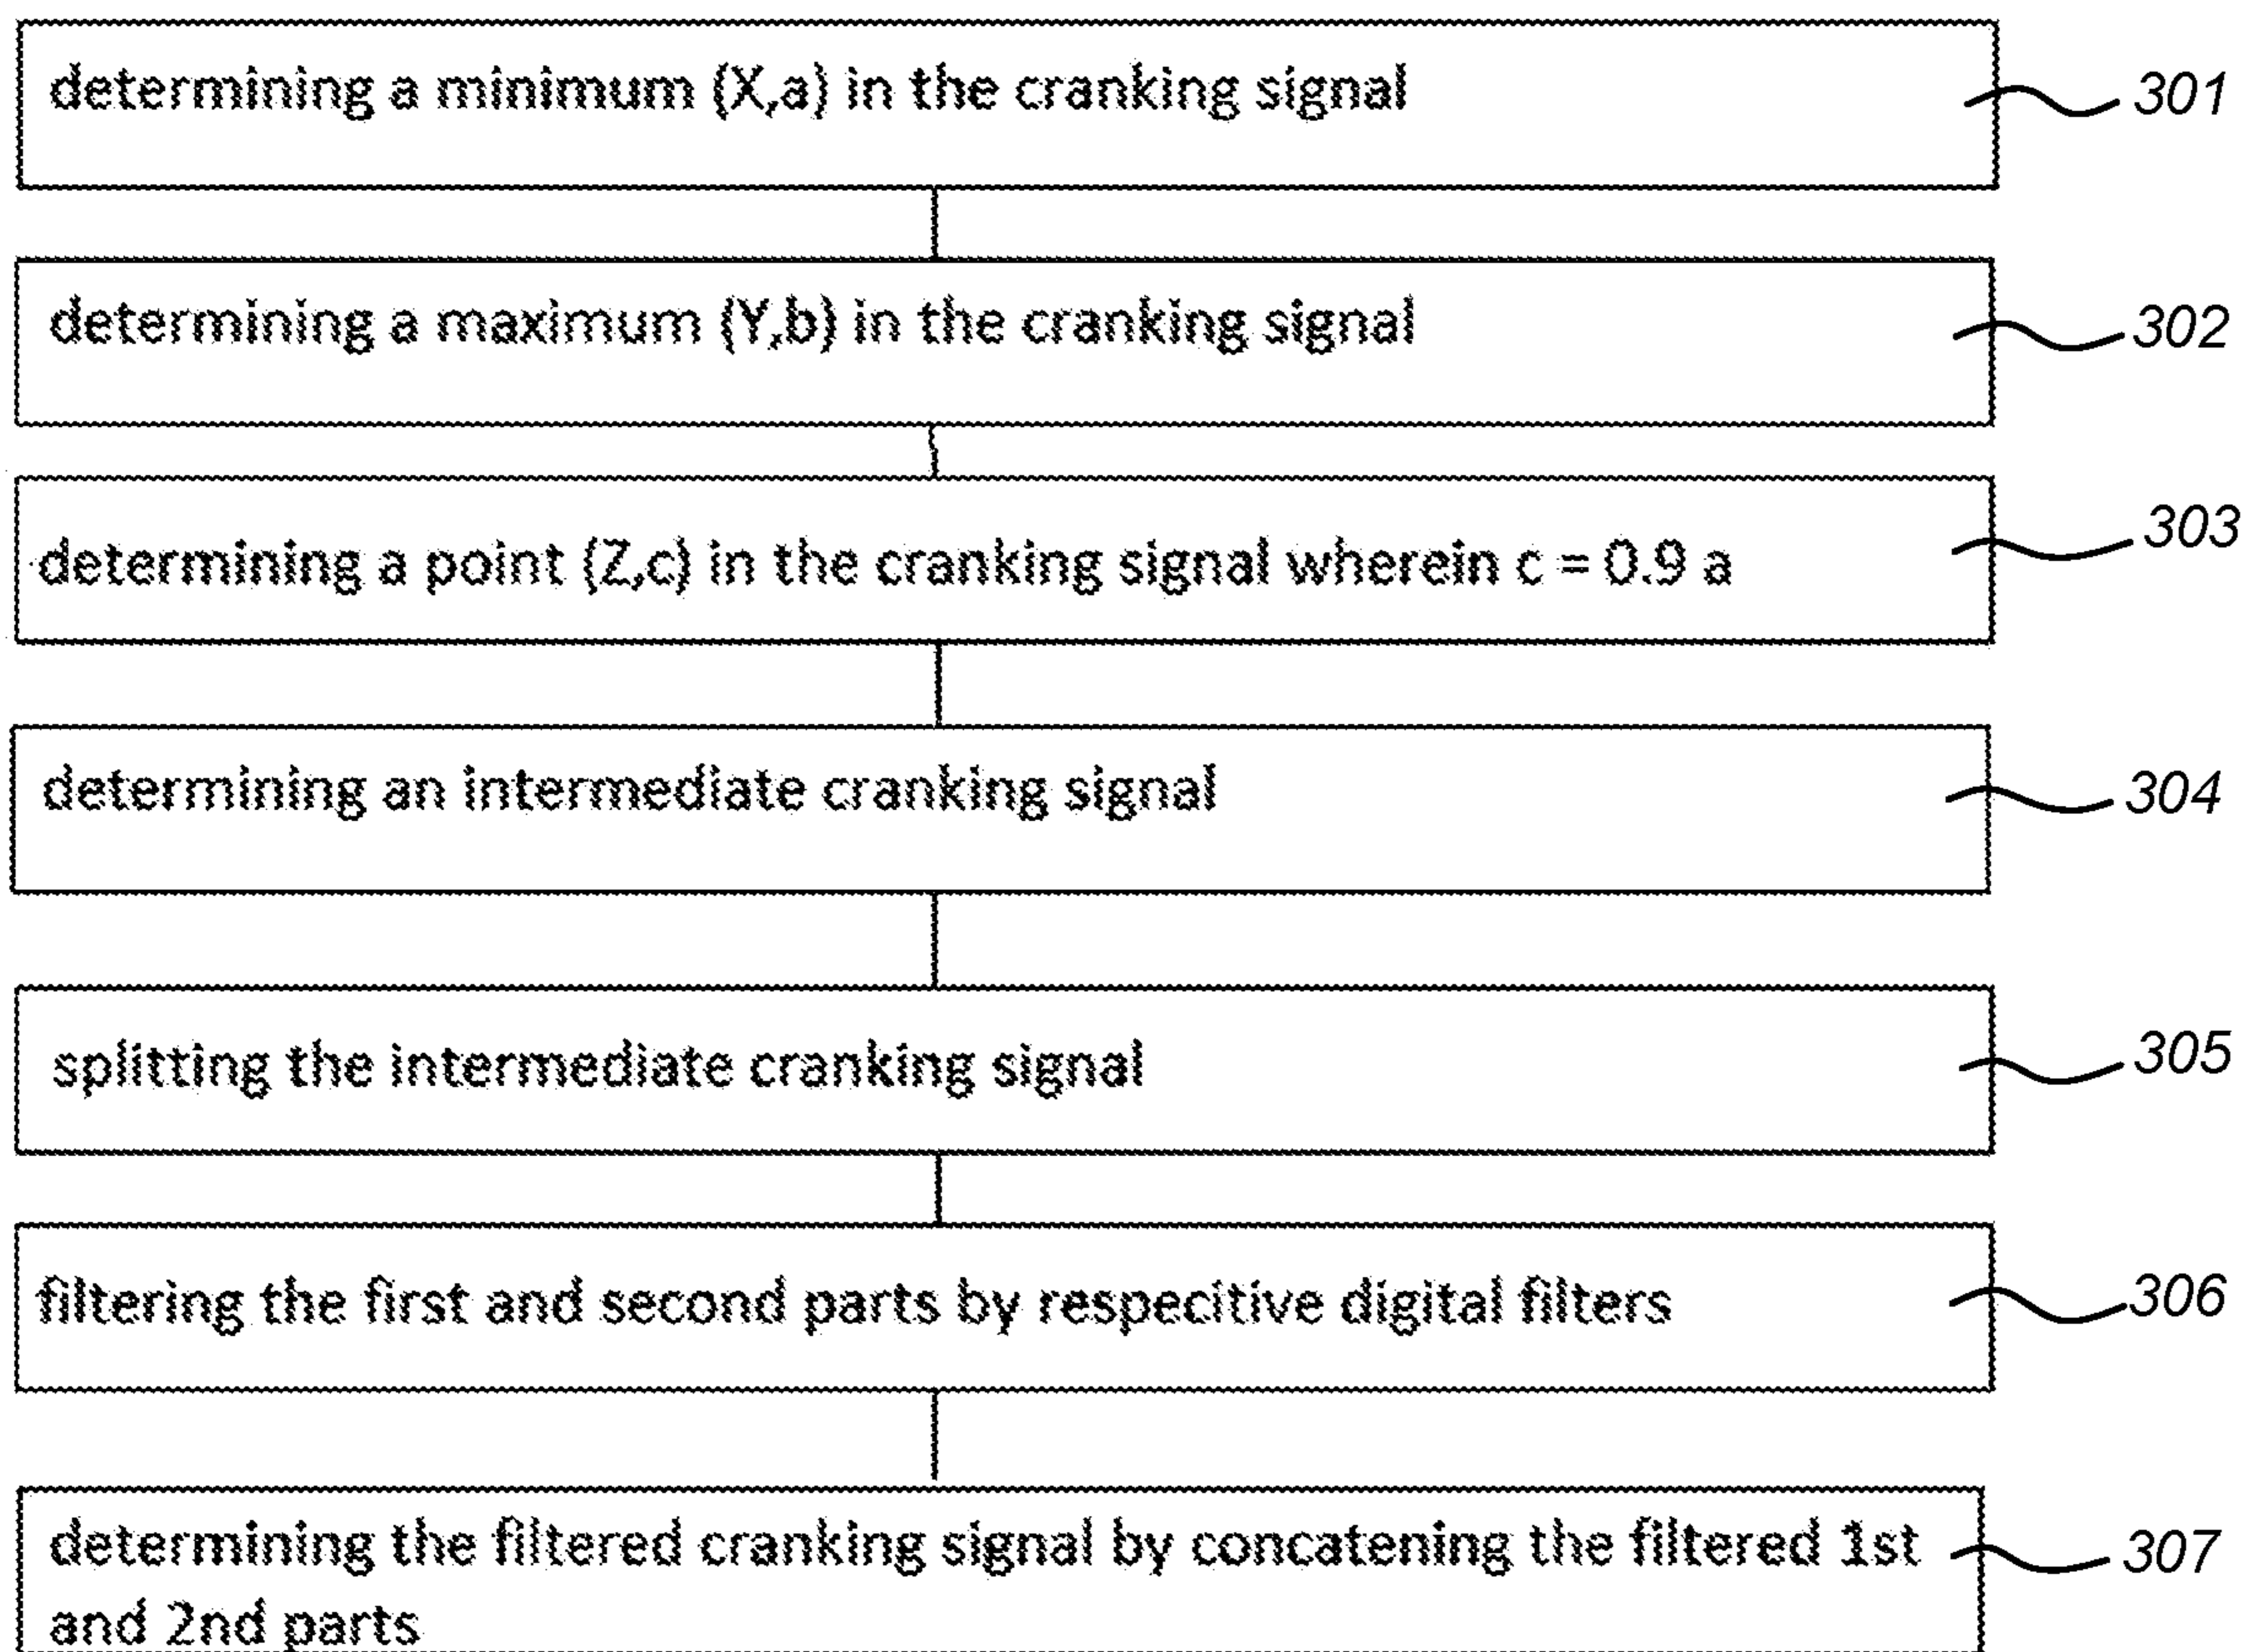 determining a minimum (X,a) in the cranking signal
301
determining a maximum (Y,b) in the cranking signal
302
determining a point (Z,c) in the cranking signal wherein c = 0.9 a
303
determining an intermediate cranking signal
304
splitting the intermediate cranking signal
305
filtering the first and second parts by respecitive digital filters
306
determining the filtered cranking signal by concatening the filtered 1st
307
and 2nd parts